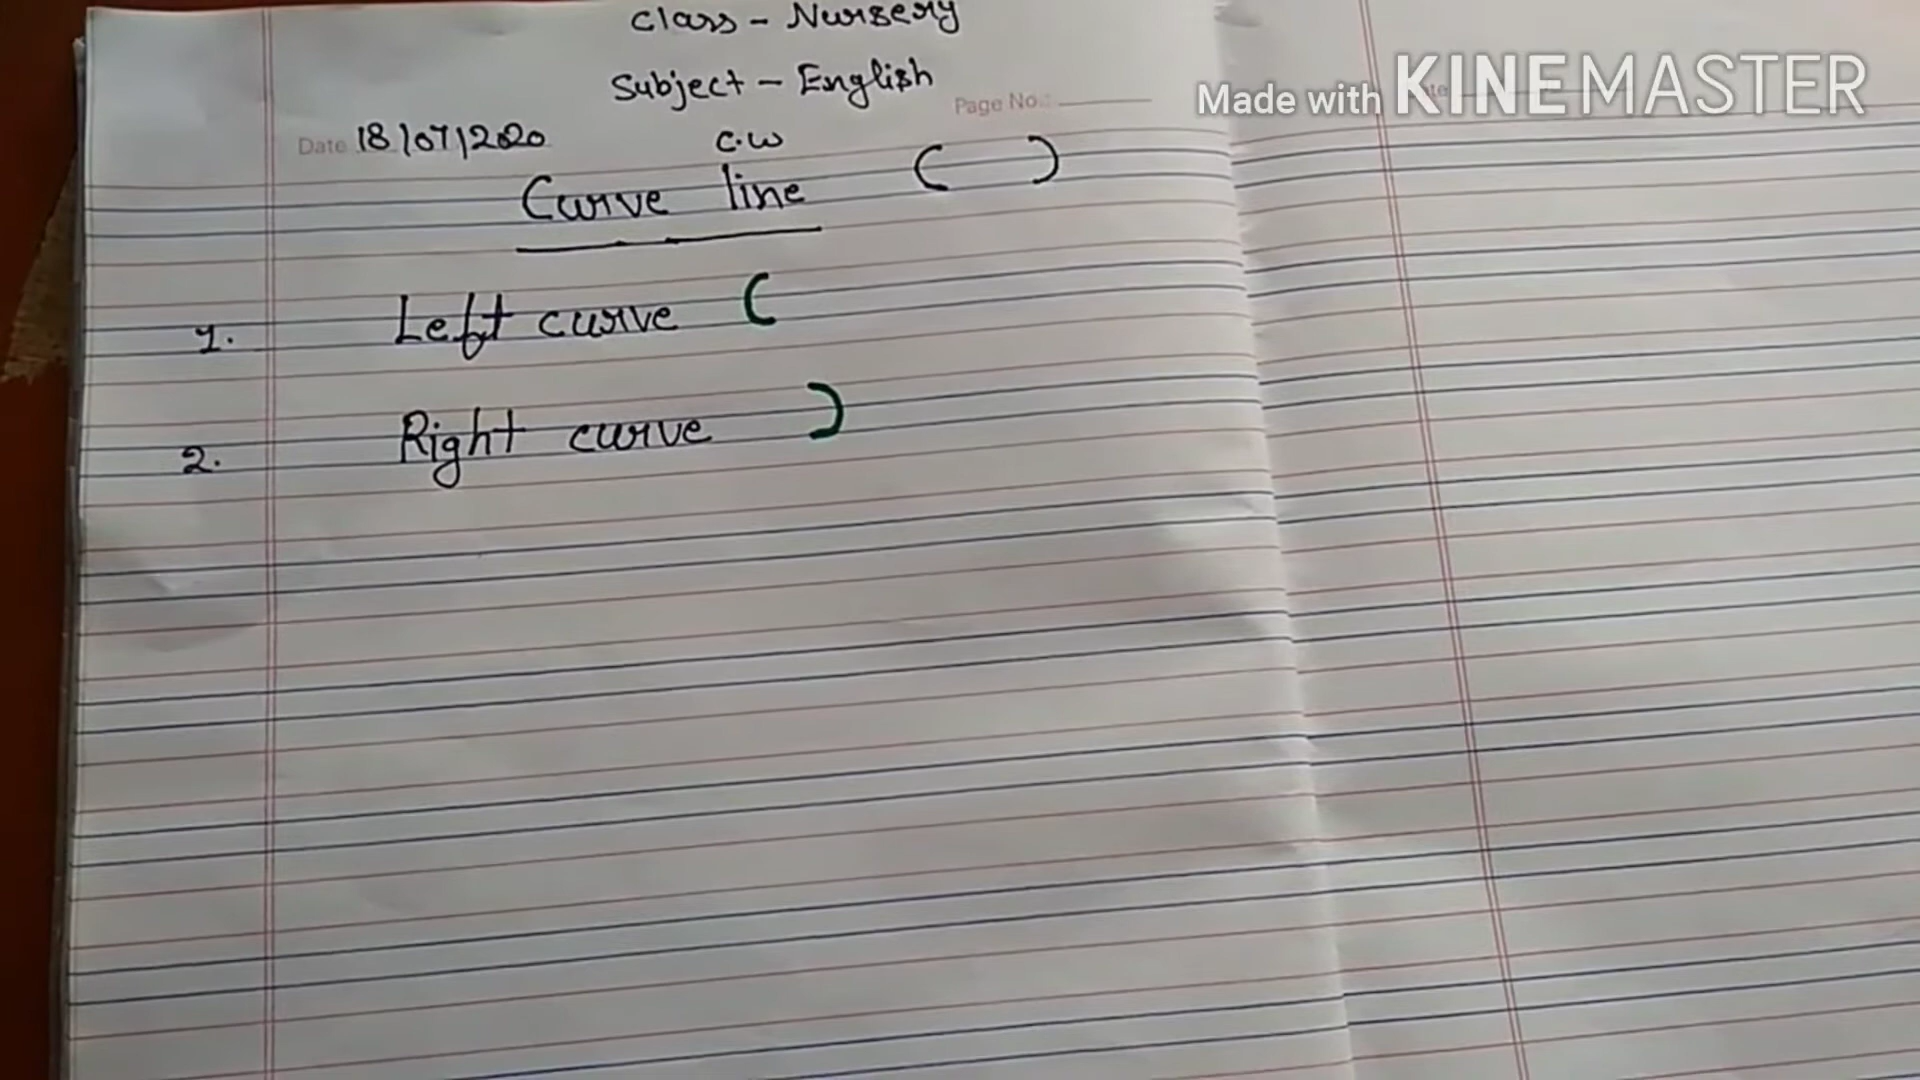 Class - Nursery
Subject - English
Page No.:
Made with KINEMASTER
Date 18/07/2020
C.W
Curve line ( )
1. Left curve (
2. Right curve )